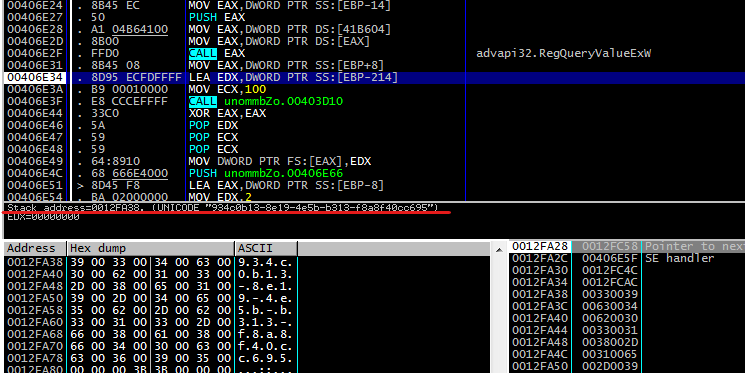 00406E24 . 8B45 EC MOV EAX,DWORD PTR SS:[EBP-14]
00406E27 . 50 PUSH EAX
00406E28 . A1 04B64100 MOV EAX,DWORD PTR DS:[41B604]
00406E2D . 8B00 MOV EAX,DWORD PTR DS:[EAX]
00406E2F . FFD0 CALL EAX advapi32.RegQueryValueExW
00406E31 . 8B45 08 MOV EAX,DWORD PTR SS:[EBP+8]
00406E34 . 8D95 ECFDFFFF LEA EDX,DWORD PTR SS:[EBP-214]
00406E3A . B9 00010000 MOV ECX,100
00406E3F . E8 CCCEFFFF CALL unommbZo.00403D10
00406E44 . 33C0 XOR EAX,EAX
00406E46 . 5A POP EDX
00406E47 . 59 POP ECX
00406E48 . 59 POP ECX
00406E49 . 64:8910 MOV DWORD PTR FS:[EAX],EDX
00406E4C . 68 666E4000 PUSH unommbZo.00406E66
00406E51 > 8D45 F8 LEA EAX,DWORD PTR SS:[EBP-8]
00406E54 . BA 02000000 MOV EDX,2
Stack address=0012FA38, (UNICODE "934c0b13-8e19-4e5b-b313-f8a8f40cc695")
EDX=00000000
Address Hex dump ASCII
0012FA38 39 00 33 00 34 00 63 00 9.3.4.c.
0012FA40 30 00 62 00 31 00 33 00 0.b.1.3.
0012FA48 2D 00 38 00 65 00 31 00 -.8.e.1.
0012FA50 39 00 2D 00 34 00 65 00 9.-.4.e.
0012FA58 35 00 62 00 2D 00 62 00 5.b.-.b.
0012FA60 33 00 31 00 33 00 2D 00 3.1.3.-.
0012FA68 66 00 38 00 61 00 38 00 f.8.a.8.
0012FA70 66 00 34 00 30 00 63 00 f.4.0.c.
0012FA78 63 00 36 00 39 00 35 00 c.6.9.5.
0012FA80 00 00 00 3B 3B 00 00 00 ...;;...
0012FA28 0012FC58 Pointer to nex
0012FA2C 00406E5F SE handler
0012FA30 0012FC4C
0012FA34 0012FCAC
0012FA38 00330039
0012FA3C 00630034
0012FA40 00620030
0012FA44 00330031
0012FA48 0038002D
0012FA4C 00310065
0012FA50 002D0039